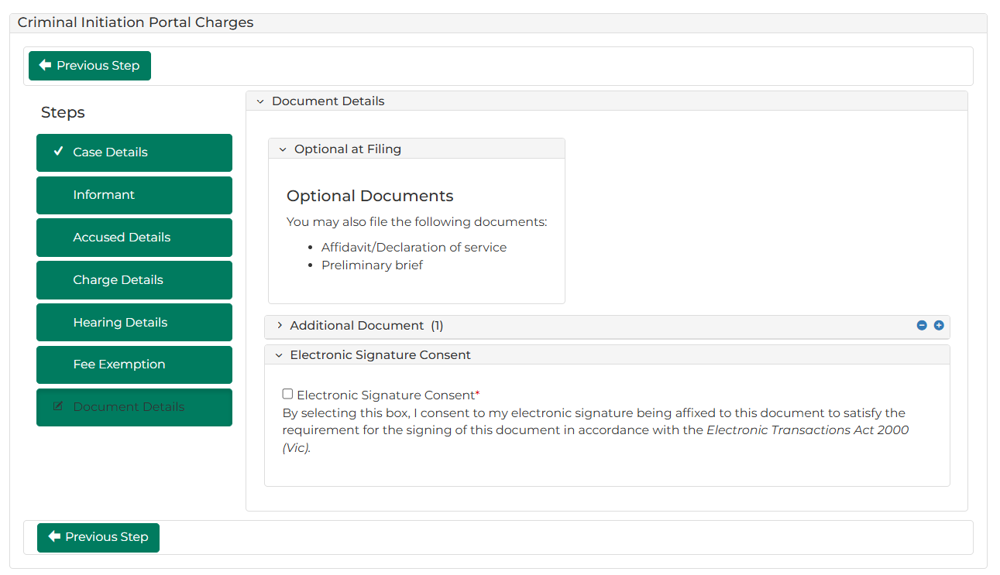 Criminal Initiation Portal Charges
Previous Step
Steps
Case Details
Informant
Accused Details
Charge Details
Hearing Details
Fee Exemption
Document Details
Document Details
Optional at Filing
Optional Documents
You may also file the following documents:
• Affidavit/Declaration of service
• Preliminary brief
Additional Document (1)
Electronic Signature Consent
Electronic Signature Consent*
By selecting this box, I consent to my electronic signature being affixed to this document to satisfy the
requirement for the signing of this document in accordance with the Electronic Transactions Act 2000
(Vic).
Previous Step